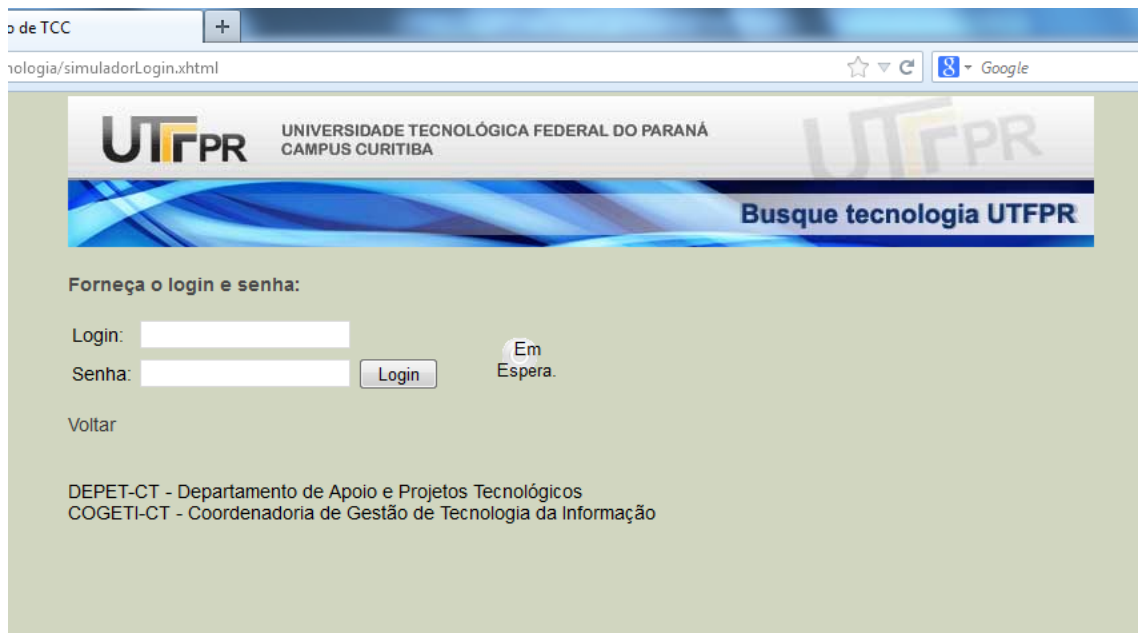 o de TCC
nologia/simuladorLogin.xhtml
8 Google
UTFPR
UNIVERSIDADE TECNOLÓGICA FEDERAL DO PARANÁ
CAMPUS CURITIBA
UTFPR
Busque tecnologia UTFPR
Forneça o login e senha:
Login:
Senha:
Login
Em
Espera.
Voltar
DEPET-CT - Departamento de Apoio e Projetos Tecnológicos
COGETI-CT - Coordenadoria de Gestão de Tecnologia da Informação